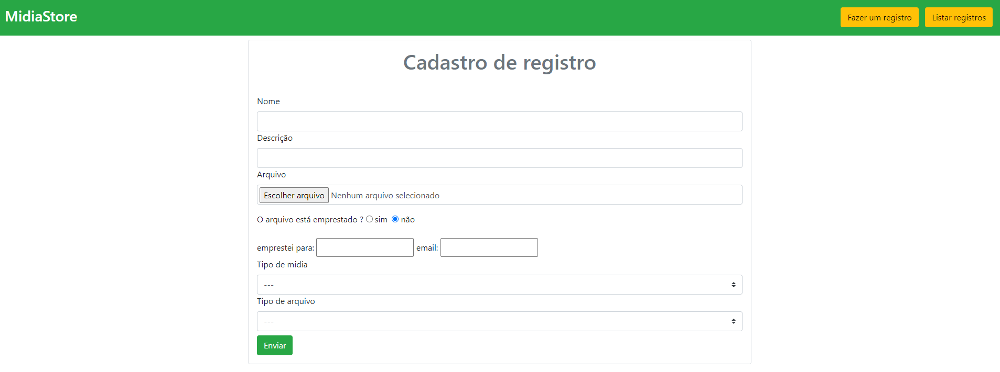 MidiaStore
Fazer um registro
Listar registros
Cadastro de registro
Nome
Descrição
Arquivo
Escolher arquivo Nenhum arquivo selecionado
O arquivo está emprestado ? sim não
emprestei para: email:
Tipo de midia
---
Tipo de arquivo
---
Enviar